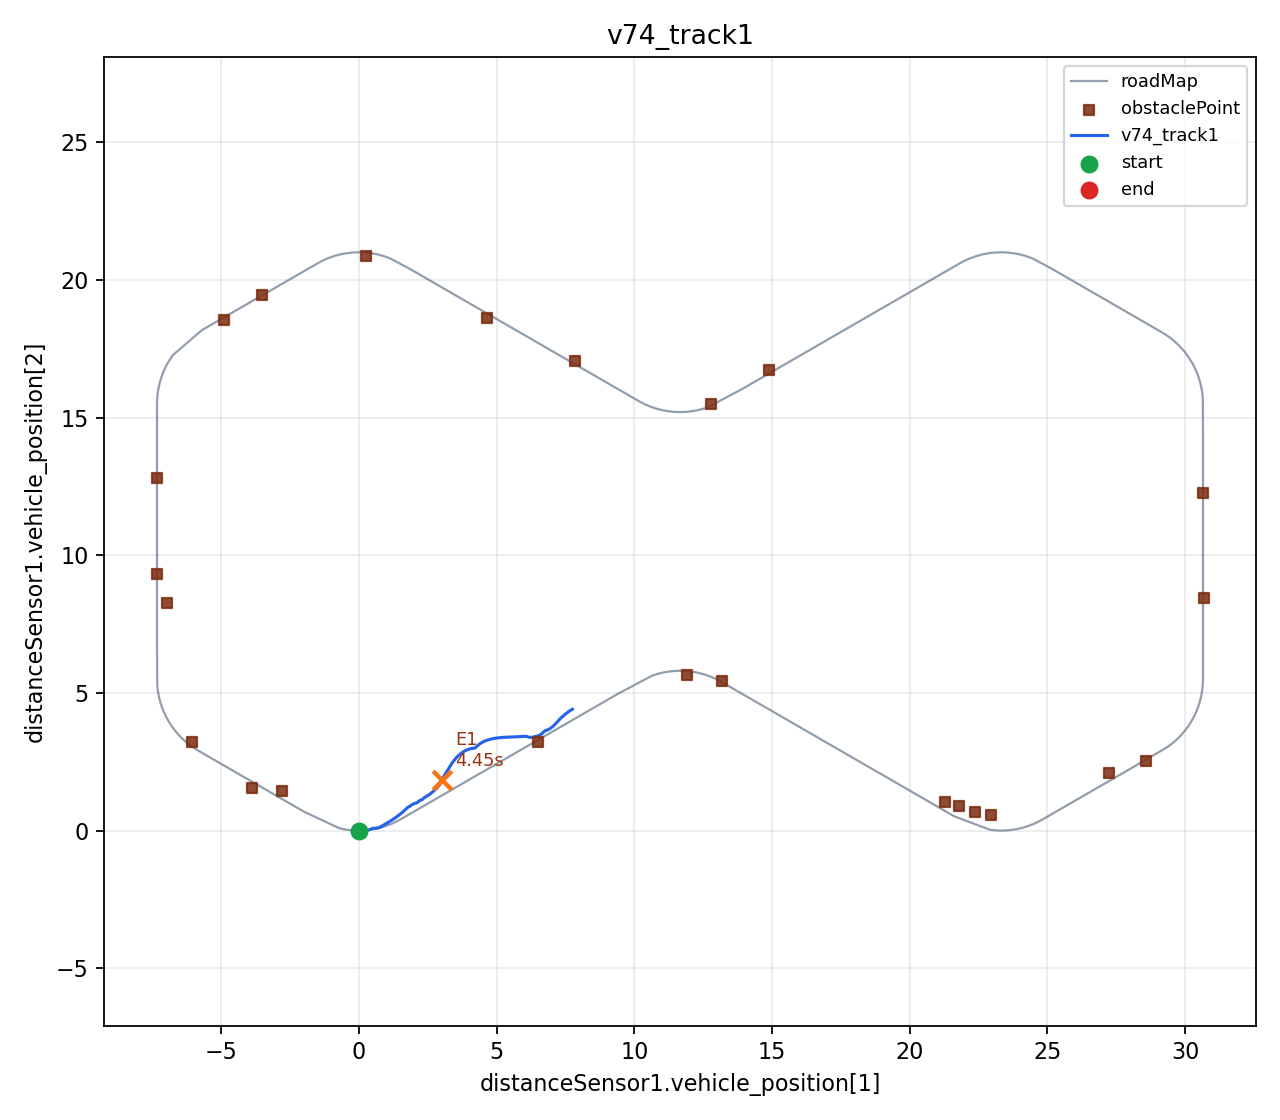 v74_track1
roadMap
obstaclePoint
v74_track1
start
end
25
20
15
10
5
0
−5
distanceSensor1.vehicle_position[2]
E1
4.45s
−5
0
5
10
15
20
25
30
distanceSensor1.vehicle_position[1]